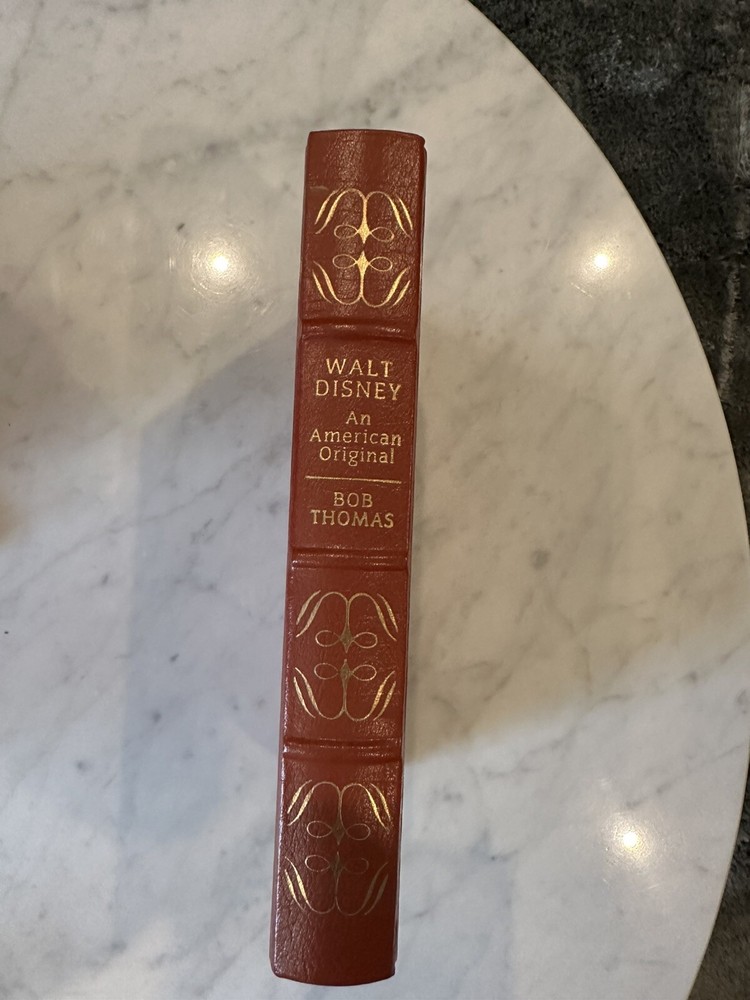 WALT
DISNEY
An
American
Original
BOB
THOMAS